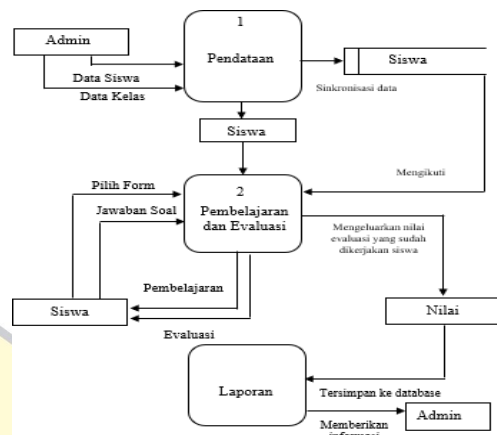 1
Admin
Pendataan
Siswa
Data Siswa
Data Kelas
Sinkronisasi data
Siswa
Mengikuti
Pilih Form
2
Jawaban Soal
Pembelajaran
dan Evaluasi
Mengeluarkan nilai
evaluasi yang sudah
dikerjakan siswa
Pembelajaran
Siswa
Nilai
Evaluasi
Laporan
Tersimpan ke database
Admin
Memberikan
informasi